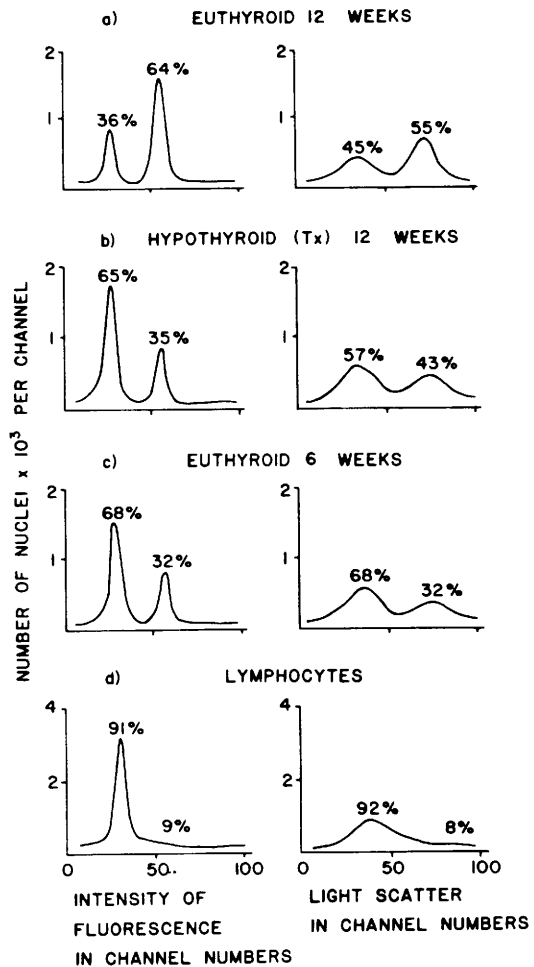 a) EUTHYROID 12 WEEKS
2
1
36%
64%
2
1
45%
55%
b) HYPOTHYROID (Tx) 12 WEEKS
2
1
65%
35%
2
1
57%
43%
c) EUTHYROID 6 WEEKS
2
1
68%
32%
2
1
68%
32%
d) LYMPHOCYTES
4
2
91%
9%
4
2
92%
8%
0 50.. 100
0 50 100
NUMBER OF NUCLEI x 10³ PER CHANNEL
INTENSITY OF
FLUORESCENCE
IN CHANNEL NUMBERS
LIGHT SCATTER
IN CHANNEL NUMBERS